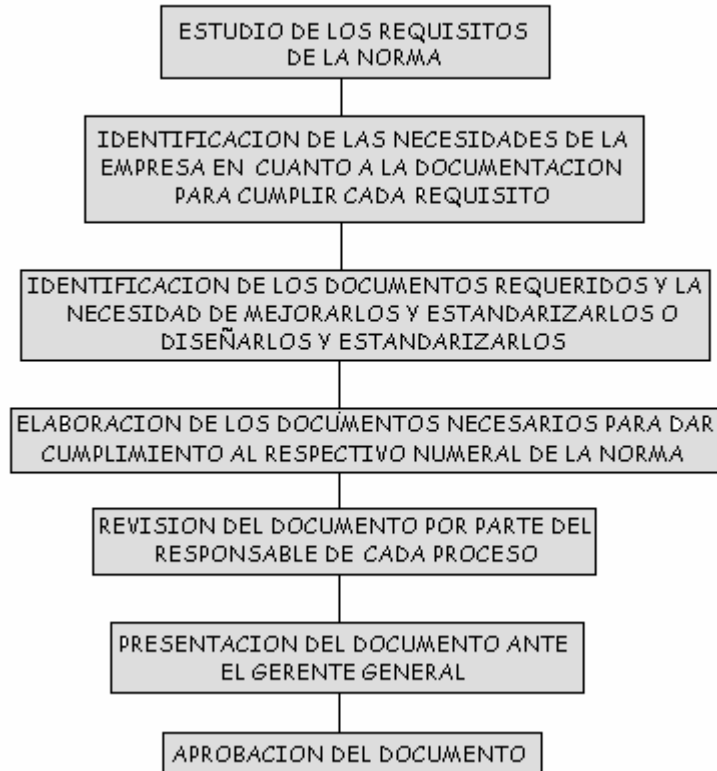 ESTUDIO DE LOS REQUISITOS
DE LA NORMA
IDENTIFICACION DE LAS NECESIDADES DE LA
EMPRESA EN CUANTO A LA DOCUMENTACION
PARA CUMPLIR CADA REQUISITO
IDENTIFICACION DE LOS DOCUMENTOS REQUERIDOS Y LA
NECESIDAD DE MEJORARLOS Y ESTANDARIZARLOS O
DISEÑARLOS Y ESTANDARIZARLOS
ELABORACION DE LOS DOCUMENTOS NECESARIOS PARA DAR
CUMPLIMIENTO AL RESPECTIVO NUMERAL DE LA NORMA
REVISION DEL DOCUMENTO POR PARTE DEL
RESPONSABLE DE CADA PROCESO
PRESENTACION DEL DOCUMENTO ANTE
EL GERENTE GENERAL
APROBACION DEL DOCUMENTO